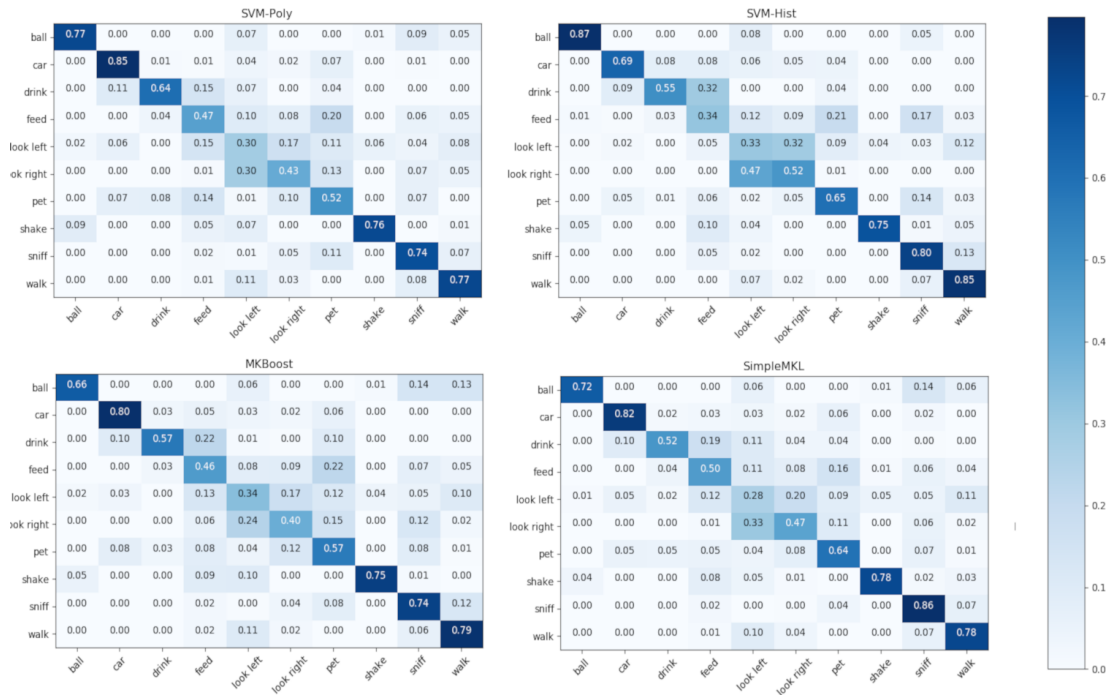 SVM-Poly
ball 0.77 0.00 0.00 0.00 0.07 0.00 0.00 0.01 0.09 0.05
car 0.00 0.85 0.01 0.01 0.04 0.02 0.07 0.00 0.01 0.00
drink 0.00 0.11 0.64 0.15 0.07 0.00 0.04 0.00 0.00 0.00
feed 0.00 0.00 0.04 0.47 0.10 0.08 0.20 0.00 0.06 0.05
look left 0.02 0.06 0.00 0.15 0.30 0.17 0.11 0.06 0.04 0.08
ok right 0.00 0.00 0.00 0.01 0.30 0.43 0.13 0.00 0.07 0.05
pet 0.00 0.07 0.08 0.14 0.01 0.10 0.52 0.00 0.07 0.00
shake 0.09 0.00 0.00 0.05 0.07 0.00 0.00 0.76 0.00 0.01
sniff 0.00 0.00 0.00 0.02 0.01 0.05 0.11 0.00 0.74 0.07
walk 0.00 0.00 0.00 0.01 0.11 0.03 0.00 0.00 0.08 0.77
ball car drink feed look left look right pet shake sniff walk
SVM-Hist
ball 0.87 0.00 0.00 0.00 0.08 0.00 0.00 0.00 0.05 0.00
car 0.00 0.69 0.08 0.08 0.06 0.05 0.04 0.00 0.00 0.00
drink 0.00 0.09 0.55 0.32 0.00 0.00 0.04 0.00 0.00 0.00
feed 0.01 0.00 0.03 0.34 0.12 0.09 0.21 0.00 0.17 0.03
look left 0.00 0.02 0.00 0.05 0.33 0.32 0.09 0.04 0.03 0.12
look right 0.00 0.00 0.00 0.00 0.47 0.52 0.01 0.00 0.00 0.00
pet 0.00 0.05 0.01 0.06 0.02 0.05 0.65 0.00 0.14 0.03
shake 0.05 0.00 0.00 0.10 0.04 0.00 0.00 0.75 0.01 0.05
sniff 0.00 0.00 0.00 0.05 0.02 0.00 0.00 0.00 0.80 0.13
walk 0.00 0.00 0.00 0.00 0.07 0.02 0.00 0.00 0.07 0.85
ball car drink feed look left look right pet shake sniff walk
MKBoost
ball 0.66 0.00 0.00 0.00 0.06 0.00 0.00 0.01 0.14 0.13
car 0.00 0.80 0.03 0.05 0.03 0.02 0.06 0.00 0.00 0.00
drink 0.00 0.10 0.57 0.22 0.01 0.00 0.10 0.00 0.00 0.00
feed 0.00 0.00 0.03 0.46 0.08 0.09 0.22 0.00 0.07 0.05
look left 0.02 0.03 0.00 0.13 0.34 0.17 0.12 0.04 0.05 0.10
ook right 0.00 0.00 0.00 0.06 0.24 0.40 0.15 0.00 0.12 0.02
pet 0.00 0.08 0.03 0.08 0.04 0.12 0.57 0.00 0.08 0.01
shake 0.05 0.00 0.00 0.09 0.10 0.00 0.00 0.75 0.01 0.00
sniff 0.00 0.00 0.00 0.02 0.00 0.04 0.08 0.00 0.74 0.12
walk 0.00 0.00 0.00 0.02 0.11 0.02 0.00 0.00 0.06 0.79
ball car drink feed look left look right pet shake sniff walk
SimpleMKL
ball 0.72 0.00 0.00 0.00 0.06 0.00 0.00 0.01 0.14 0.06
car 0.00 0.82 0.02 0.03 0.03 0.02 0.06 0.00 0.02 0.00
drink 0.00 0.10 0.52 0.19 0.11 0.04 0.04 0.00 0.00 0.00
feed 0.00 0.00 0.04 0.50 0.11 0.08 0.16 0.01 0.06 0.04
look left 0.01 0.05 0.02 0.12 0.28 0.20 0.09 0.05 0.05 0.11
look right 0.00 0.00 0.00 0.01 0.33 0.47 0.11 0.00 0.06 0.02
pet 0.00 0.05 0.05 0.05 0.04 0.08 0.64 0.00 0.07 0.01
shake 0.04 0.00 0.00 0.08 0.05 0.01 0.00 0.78 0.02 0.03
sniff 0.00 0.00 0.00 0.02 0.00 0.00 0.04 0.00 0.86 0.07
walk 0.00 0.00 0.00 0.01 0.10 0.04 0.00 0.00 0.07 0.78
ball car drink feed look left look right pet shake sniff walk
0.7
0.6
0.5
0.4
0.3
0.2
0.1
0.0